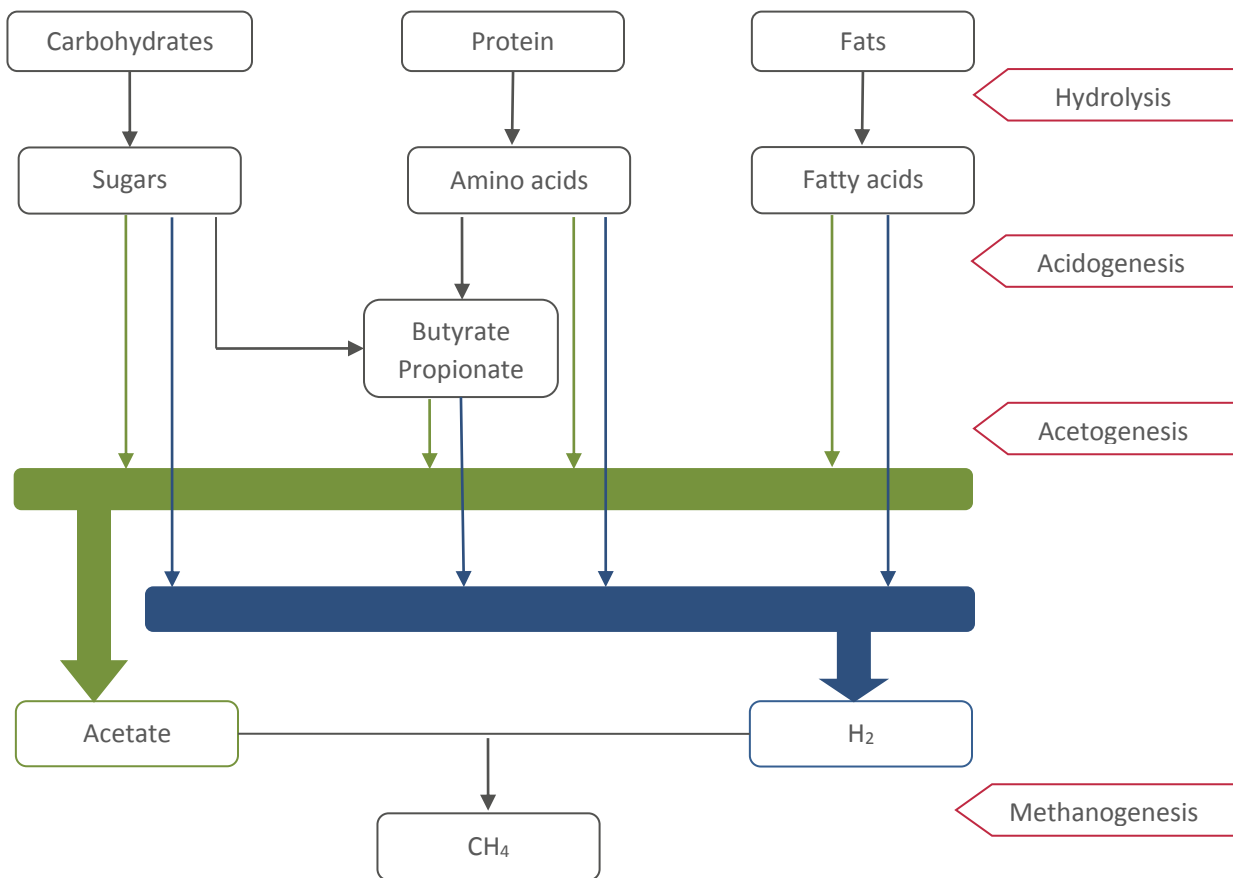 Carbohydrates
Protein
Fats
Hydrolysis
Sugars
Amino acids
Fatty acids
Acidogenesis
Butyrate
Propionate
Acetogenesis
Acetate
H₂
Methanogenesis
CH₄